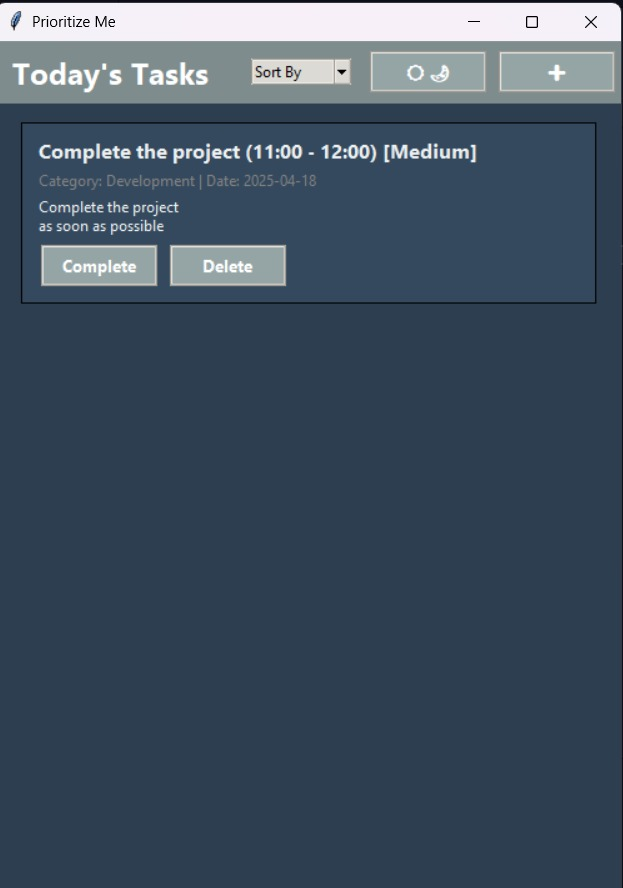 Prioritize Me
Today's Tasks
Sort By
Complete the project (11:00 - 12:00) [Medium]
Category: Development | Date: 2025-04-18
Complete the project
as soon as possible
Complete
Delete